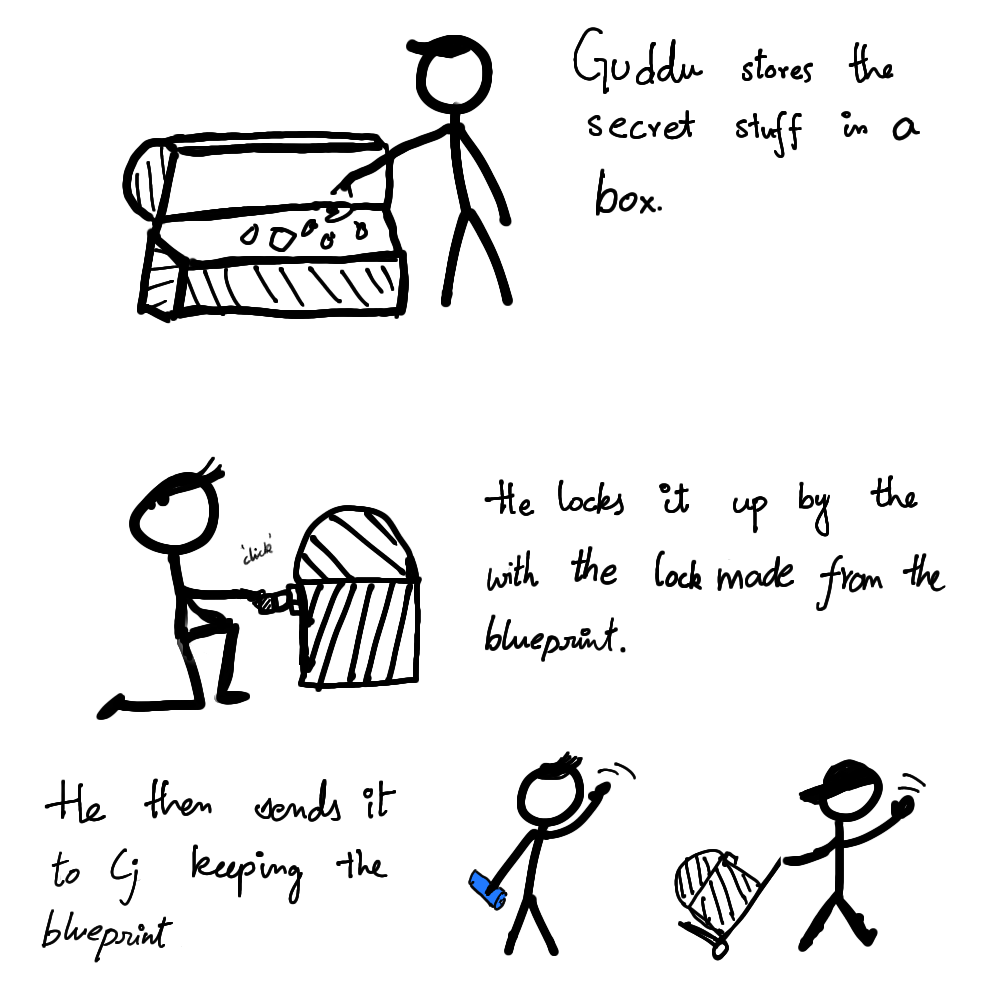 Guddu stores the
secret stuff in a
box.
'click'
He locks it up by the
with the lock made from the
blueprint.
He then sends it
to Cj keeping the
blueprint